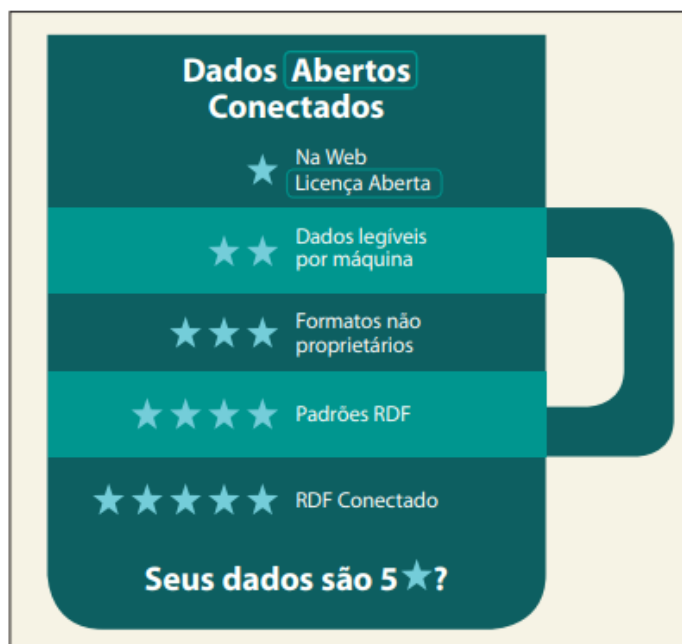 Dados Abertos
Conectados
Na Web
Licença Aberta
Dados legíveis
por máquina
Formatos não
proprietários
Padrões RDF
RDF Conectado
Seus dados são 5★?